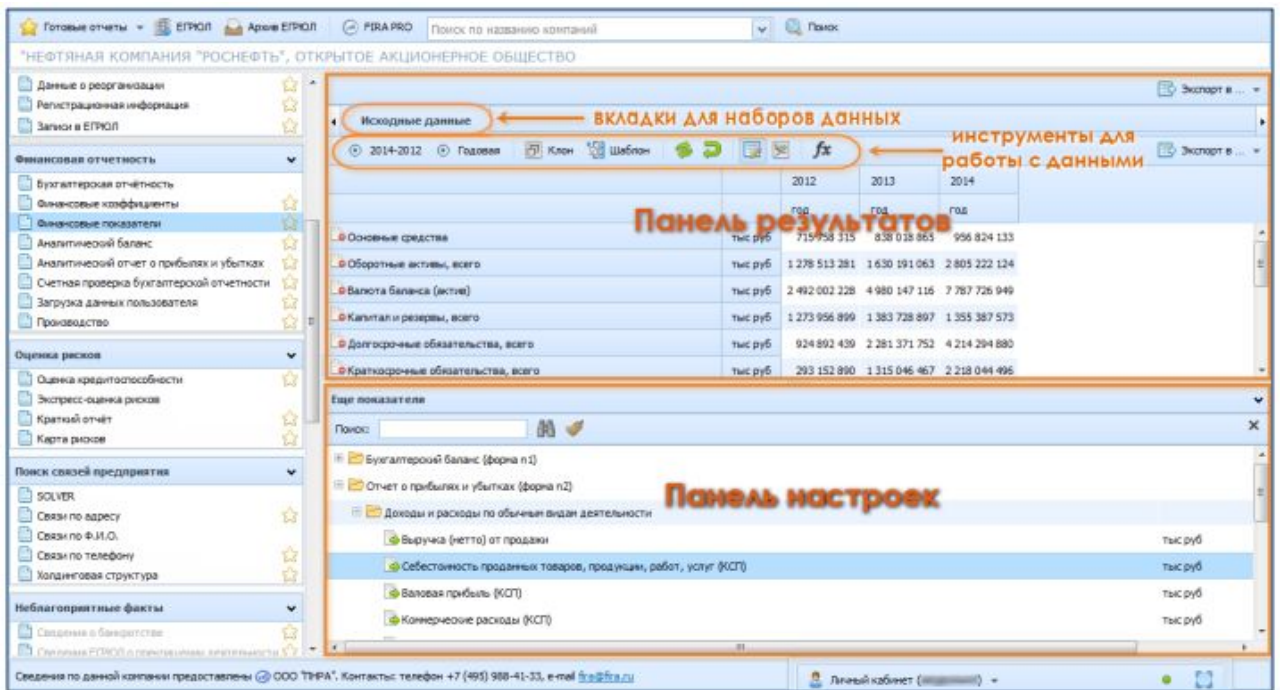 Готовые отчеты ЕГРЮЛ Архив ЕГРЮЛ FIRA PRO Поиск по названию компаний Поиск
"НЕФТЯНАЯ КОМПАНИЯ "РОСНЕФТЬ", ОТКРЫТОЕ АКЦИОНЕРНОЕ ОБЩЕСТВО
Данные о реорганизации
Регистрационная информация
Записи в ЕГРЮЛ
Финансовая отчетность
Бухгалтерская отчётность
Финансовые коэффициенты
Финансовые показатели
Аналитический баланс
Аналитический отчет о прибылях и убытках
Счетная проверка бухгалтерской отчетности
Загрузка данных пользователя
Производство
Оценка рисков
Оценка кредитоспособности
Экспресс-оценка рисков
Краткий отчёт
Карта рисков
Поиск связей предприятия
SOLVER
Связи по адресу
Связи по Ф.И.О.
Связи по телефону
Холдинговая структура
Неблагоприятные факты
Сведения о банкротстве
Сведения ЕГРЮЛ о прекращении деятельности
Экспорт в ...
Исходные данные
вкладки для наборов данных
инструменты для
работы с данными
2014-2012 Годовая Клон Шаблон fx Экспорт в ...
2012 2013 2014
год год год
Панель результатов
Основные средства тыс руб 715 758 315 838 018 865 956 824 133
Оборотные активы, всего тыс руб 1 278 513 281 1 630 191 063 2 805 222 124
Валюта баланса (актив) тыс руб 2 492 002 228 4 980 147 116 7 787 726 949
Капитал и резервы, всего тыс руб 1 273 956 899 1 383 728 897 1 355 387 573
Долгосрочные обязательства, всего тыс руб 924 892 439 2 281 371 752 4 214 294 880
Краткосрочные обязательства, всего тыс руб 293 152 890 1 315 046 467 2 218 044 496
Еще показатели
Поиск:
Бухгалтерский баланс (форма n1)
Отчет о прибылях и убытках (форма n2)
Панель настроек
Доходы и расходы по обычным видам деятельности
Выручка (нетто) от продажи тыс руб
Себестоимость проданных товаров, продукции, работ, услуг (КСП) тыс руб
Валовая прибыль (КСП) тыс руб
Коммерческие расходы (КСП) тыс руб
Сведения по данной компании предоставлены ООО "ПИРА". Контакты: телефон +7 (495) 988-41-33, e-mail fira@fira.ru
Личный кабинет ( )